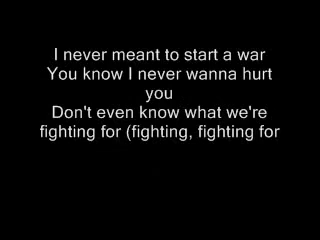 I never meant to start a war
You know I never wanna hurt
you
Don't even know what we're
fighting for (fighting, fighting for